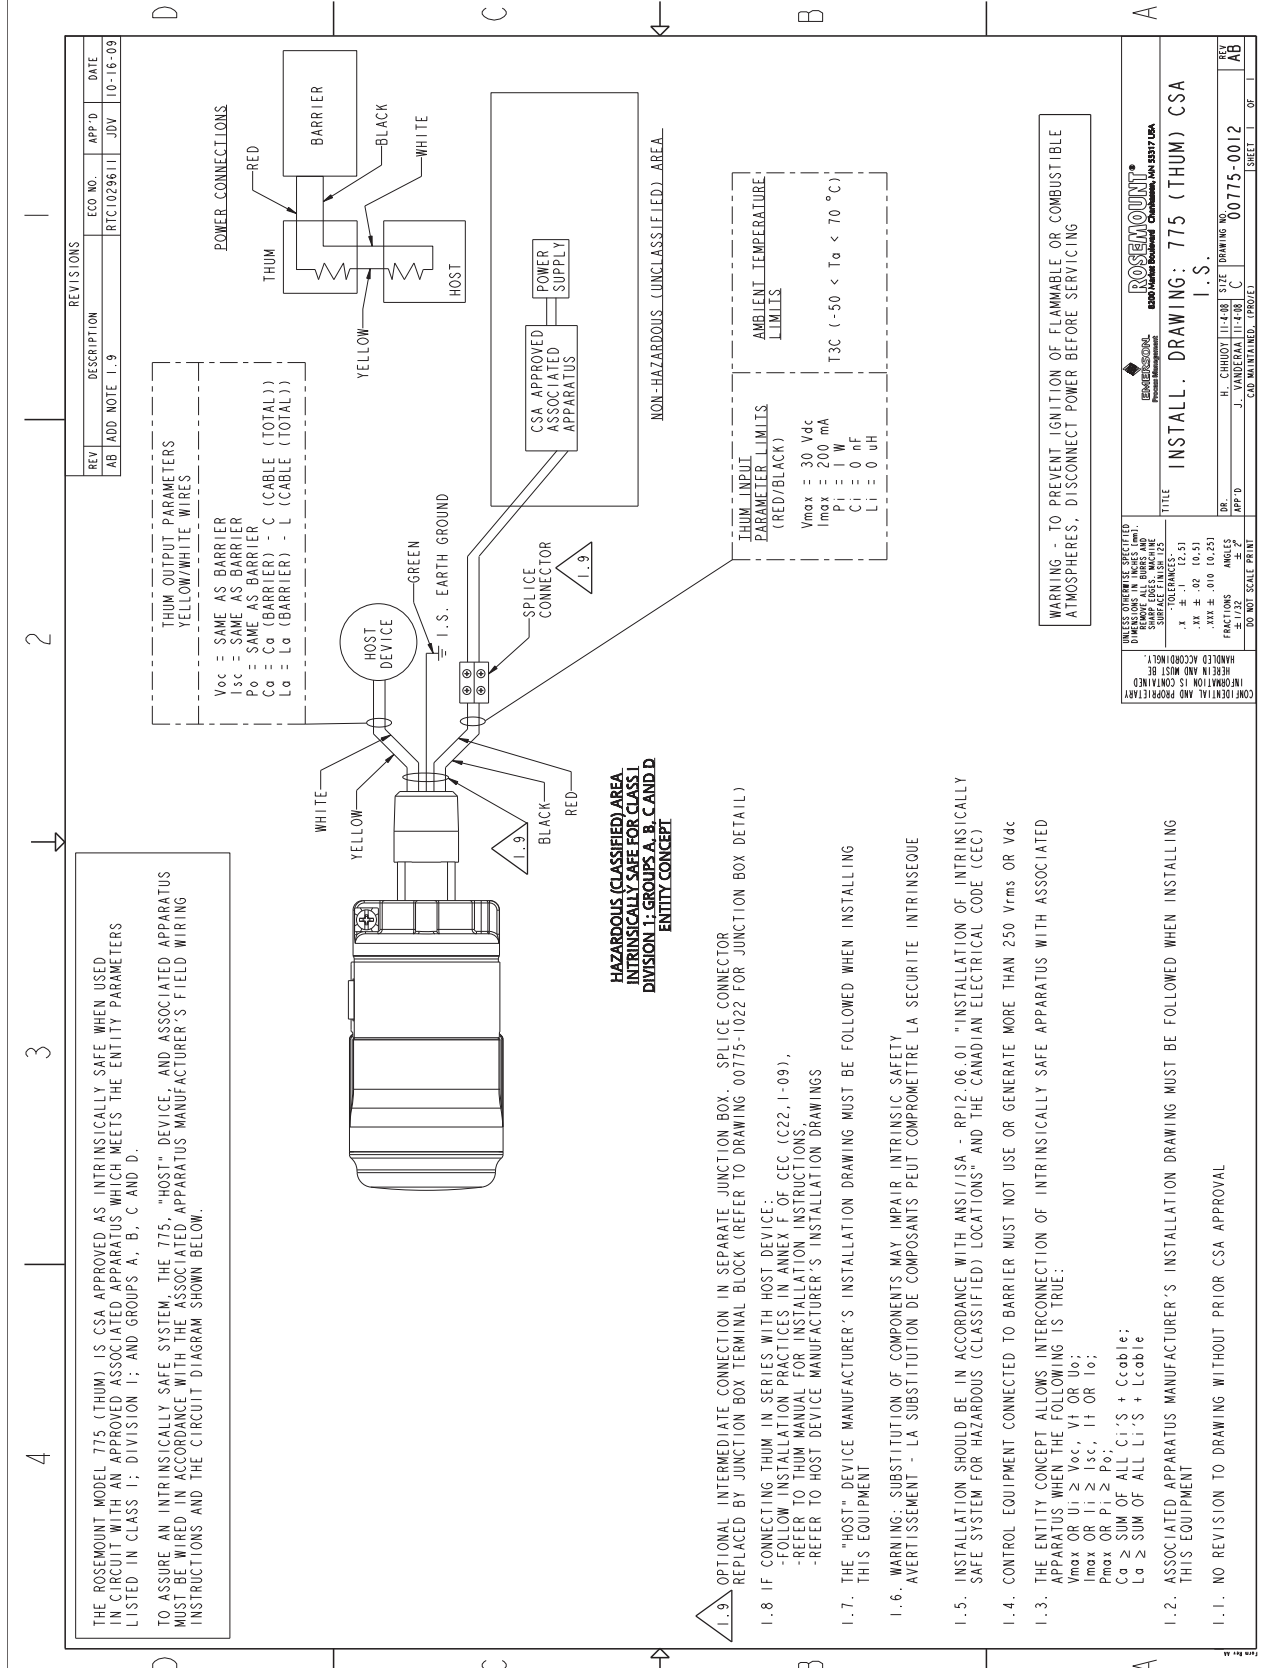 D
C
B
A
2
3
4
REVISIONS
REV
DESCRIPTION
ECO NO.
APP'D
DATE
AB
ADD NOTE 1.9
RTC1029611
JDV
10-16-09
THE ROSEMOUNT MODEL 775 (THUM) IS CSA APPROVED AS INTRINSICALLY SAFE WHEN USED
IN CIRCUIT WITH AN APPROVED ASSOCIATED APPARATUS WHICH MEETS THE ENTITY PARAMETERS
LISTED IN CLASS I; DIVISION 1; AND GROUPS A, B, C AND D.
TO ASSURE AN INTRINSICALLY SAFE SYSTEM, THE 775, "HOST" DEVICE, AND ASSOCIATED APPARATUS
MUST BE WIRED IN ACCORDANCE WITH THE ASSOCIATED APPARATUS MANUFACTURER'S FIELD WIRING
INSTRUCTIONS AND THE CIRCUIT DIAGRAM SHOWN BELOW.
THUM OUTPUT PARAMETERS
YELLOW/WHITE WIRES
Voc = SAME AS BARRIER
Isc = SAME AS BARRIER
Po = SAME AS BARRIER
Ca = Ca (BARRIER) - C (CABLE (TOTAL))
La = La (BARRIER) - L (CABLE (TOTAL))
POWER CONNECTIONS
RED
THUM
BARRIER
BLACK
WHITE
YELLOW
HOST
WHITE
YELLOW
HOST
DEVICE
GREEN
I.S. EARTH GROUND
SPLICE
CONNECTOR
1.9
1.9
BLACK
RED
CSA APPROVED
ASSOCIATED
APPARATUS
POWER
SUPPLY
NON-HAZARDOUS (UNCLASSIFIED) AREA
HAZARDOUS (CLASSIFIED) AREA
INTRINSICALLY SAFE FOR CLASS I
DIVISION 1; GROUPS A, B, C AND D
ENTITY CONCEPT
THUM INPUT
PARAMETER LIMITS
(RED/BLACK)
Vmax = 30 Vdc
Imax = 200 mA
Pi = 1 W
Ci = 0 nF
Li = 0 uH
AMBIENT TEMPERATURE
LIMITS
T3C (-50 < Ta < 70 °C)
1.9 OPTIONAL INTERMEDIATE CONNECTION IN SEPARATE JUNCTION BOX. SPLICE CONNECTOR
REPLACED BY JUNCTION BOX TERMINAL BLOCK (REFER TO DRAWING 00775-1022 FOR JUNCTION BOX DETAIL)
1.8 IF CONNECTING THUM IN SERIES WITH HOST DEVICE:
-FOLLOW INSTALLATION PRACTICES IN ANNEX F OF CEC (C22.1-09),
-REFER TO THUM MANUAL FOR INSTALLATION INSTRUCTIONS,
-REFER TO HOST DEVICE MANUFACTURER'S INSTALLATION DRAWINGS
1.7. THE "HOST" DEVICE MANUFACTURER'S INSTALLATION DRAWING MUST BE FOLLOWED WHEN INSTALLING
THIS EQUIPMENT
1.6. WARNING: SUBSTITUTION OF COMPONENTS MAY IMPAIR INTRINSIC SAFETY
AVERTISSEMENT - LA SUBSTITUTION DE COMPOSANTS PEUT COMPROMETTRE LA SECURITE INTRINSEQUE
1.5. INSTALLATION SHOULD BE IN ACCORDANCE WITH ANSI/ISA - RP12.06.01 "INSTALLATION OF INTRINSICALLY
SAFE SYSTEM FOR HAZARDOUS (CLASSIFIED) LOCATIONS" AND THE CANADIAN ELECTRICAL CODE (CEC)
1.4. CONTROL EQUIPMENT CONNECTED TO BARRIER MUST NOT USE OR GENERATE MORE THAN 250 Vrms OR Vdc
1.3. THE ENTITY CONCEPT ALLOWS INTERCONNECTION OF INTRINSICALLY SAFE APPARATUS WITH ASSOCIATED
APPARATUS WHEN THE FOLLOWING IS TRUE:
Vmax OR Ui ≥ Voc, Vt OR Uo;
Imax OR Ii ≥ Isc, It OR Io;
Pmax OR Pi ≥ Po;
Ca ≥ SUM OF ALL Ci'S + Ccable;
La ≥ SUM OF ALL Li'S + Lcable
1.2. ASSOCIATED APPARATUS MANUFACTURER'S INSTALLATION DRAWING MUST BE FOLLOWED WHEN INSTALLING
THIS EQUIPMENT
1.1. NO REVISION TO DRAWING WITHOUT PRIOR CSA APPROVAL
WARNING - TO PREVENT IGNITION OF FLAMMABLE OR COMBUSTIBLE
ATMOSPHERES, DISCONNECT POWER BEFORE SERVICING
CONFIDENTIAL AND PROPRIETARY
INFORMATION IS CONTAINED
HEREIN AND MUST BE
HANDLED ACCORDINGLY.
UNLESS OTHERWISE SPECIFIED
DIMENSIONS IN INCHES [mm].
REMOVE ALL BURRS AND
SHARP EDGES. MACHINE
SURFACE FINISH 125
-TOLERANCES-
.X ± .1 [2,5]
.XX ± .02 [0,5]
.XXX ± .010 [0,25]
FRACTIONS ANGLES
± 1/32 ± 2°
DO NOT SCALE PRINT
EMERSON.
Process Management
ROSEMOUNT®
8200 Market Boulevard Chanhassen, MN 55317 USA
TITLE
INSTALL. DRAWING: 775 (THUM) CSA
I.S.
DR. H. CHHUOY 11-4-08
APP'D J. VANDERAA 11-4-08
SIZE C
DRAWING NO. 00775-0012
REV AB
CAD MAINTAINED, (PRO/E)
SHEET 1 OF 1
Form Rev AA
D
C
B
A